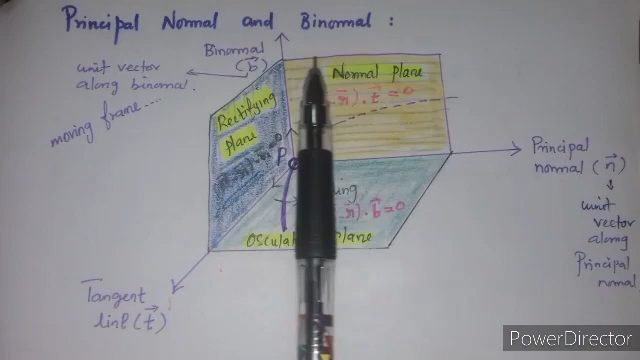 Principal Normal and Binormal :
Binormal
(b⃗)
unit vector
along binormal.
moving frame....
Normal plane
r⃗) . t⃗ = 0
Rectifying
plane
= 0
P
Principal
normal (n⃗)
unit
vector
along
Principal
normal
r⃗) . b⃗ = 0
Plane
Tangent
line (t⃗)
PowerDirector